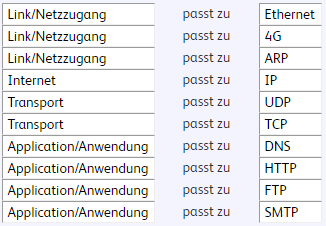 Link/Netzzugang passt zu Ethernet
Link/Netzzugang passt zu 4G
Link/Netzzugang passt zu ARP
Internet passt zu IP
Transport passt zu UDP
Transport passt zu TCP
Application/Anwendung passt zu DNS
Application/Anwendung passt zu HTTP
Application/Anwendung passt zu FTP
Application/Anwendung passt zu SMTP